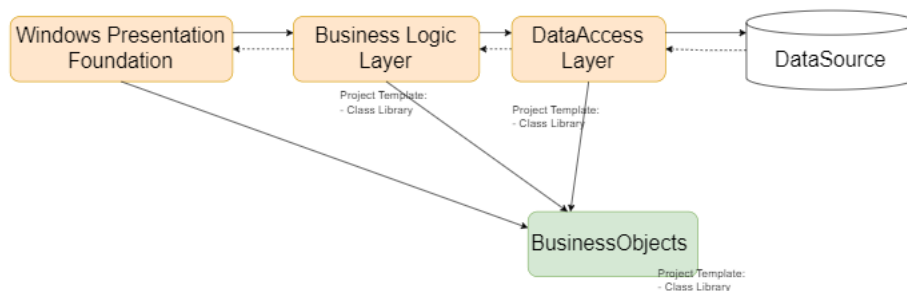 Windows Presentation
Foundation
Business Logic
Layer
DataAccess
Layer
DataSource
Project Template:
- Class Library
Project Template:
- Class Library
BusinessObjects
Project Template:
- Class Library